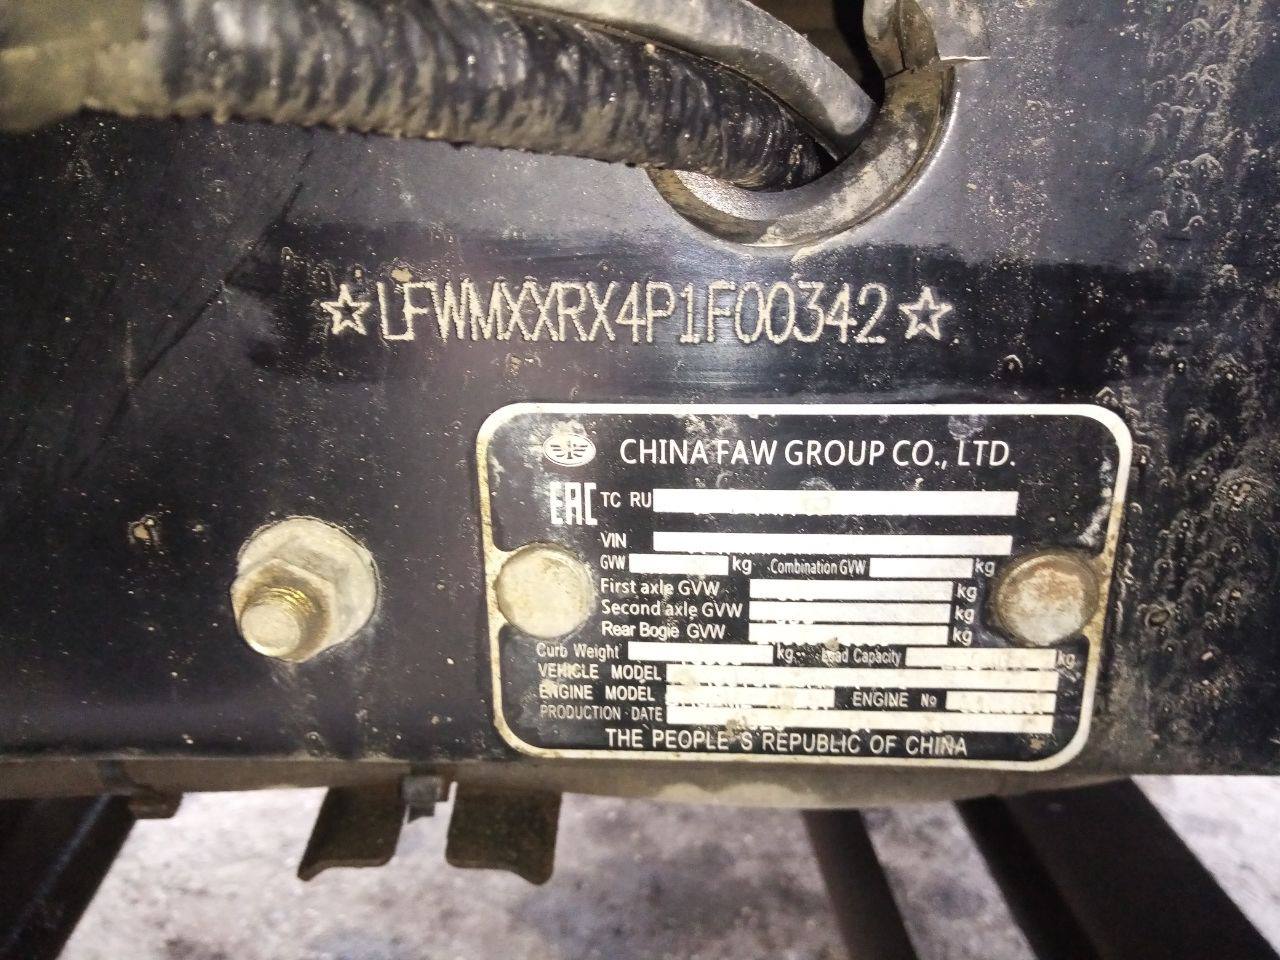 ☆LFWMXXRX4P1F00342☆
CHINA FAW GROUP CO., LTD.
EAC TC RU
VIN
GVW kg Combination GVW kg
First axle GVW kg
Second axle GVW kg
Rear Bogie GVW kg
Curb Weight kg Load Capacity kg
VEHICLE MODEL
ENGINE MODEL ENGINE №
PRODUCTION DATE
THE PEOPLE'S REPUBLIC OF CHINA